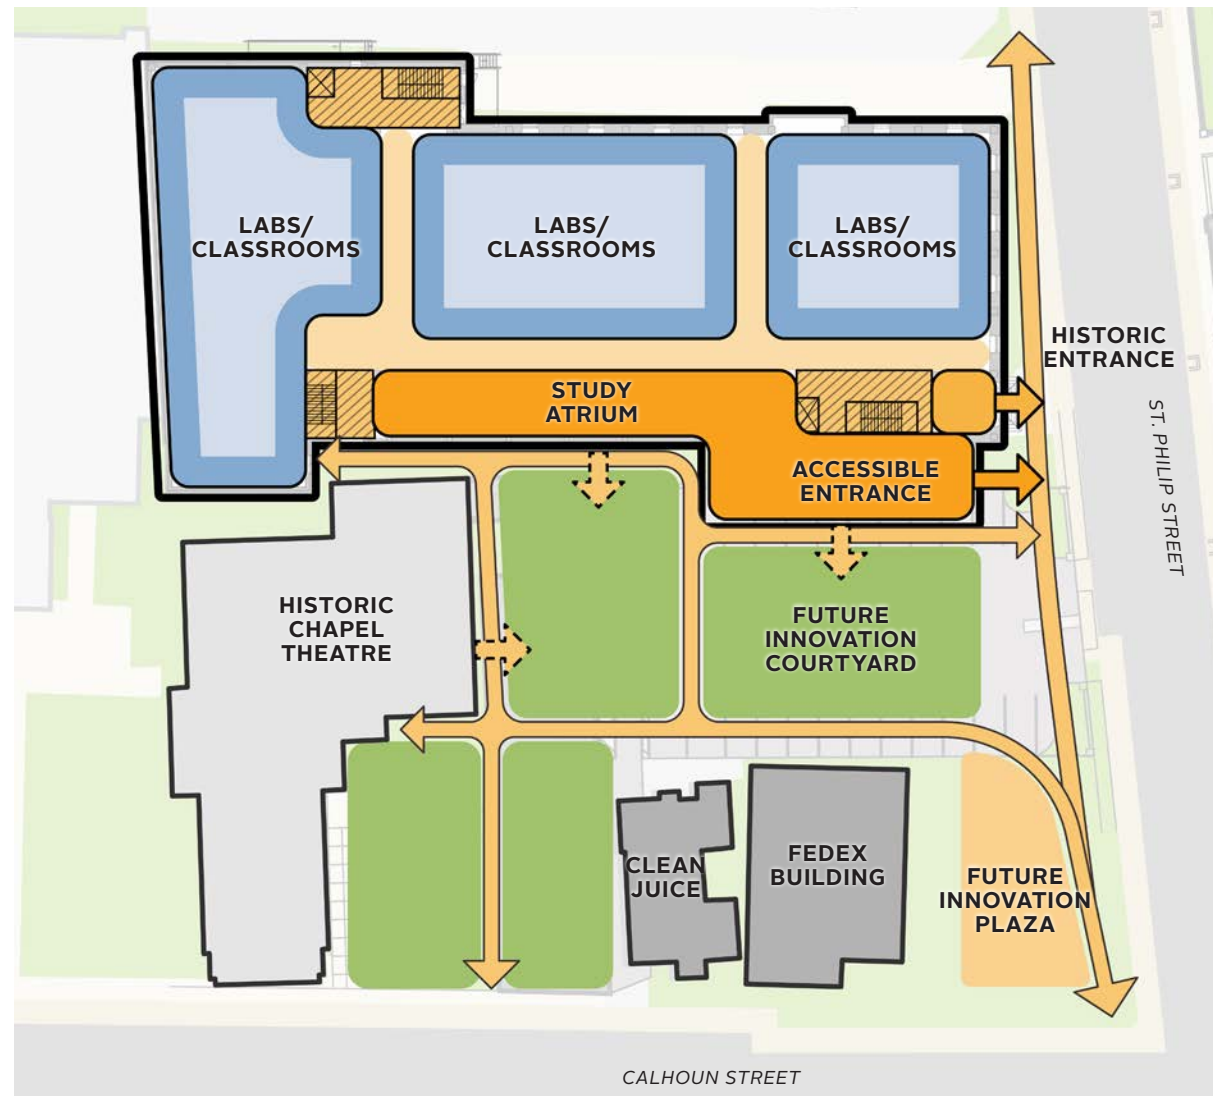 LABS/
CLASSROOMS
LABS/
CLASSROOMS
LABS/
CLASSROOMS
HISTORIC
ENTRANCE
STUDY
ATRIUM
ST. PHILIP STREET
ACCESSIBLE
ENTRANCE
HISTORIC
CHAPEL
THEATRE
FUTURE
INNOVATION
COURTYARD
CLEAN
JUICE
FEDEX
BUILDING
FUTURE
INNOVATION
PLAZA
CALHOUN STREET